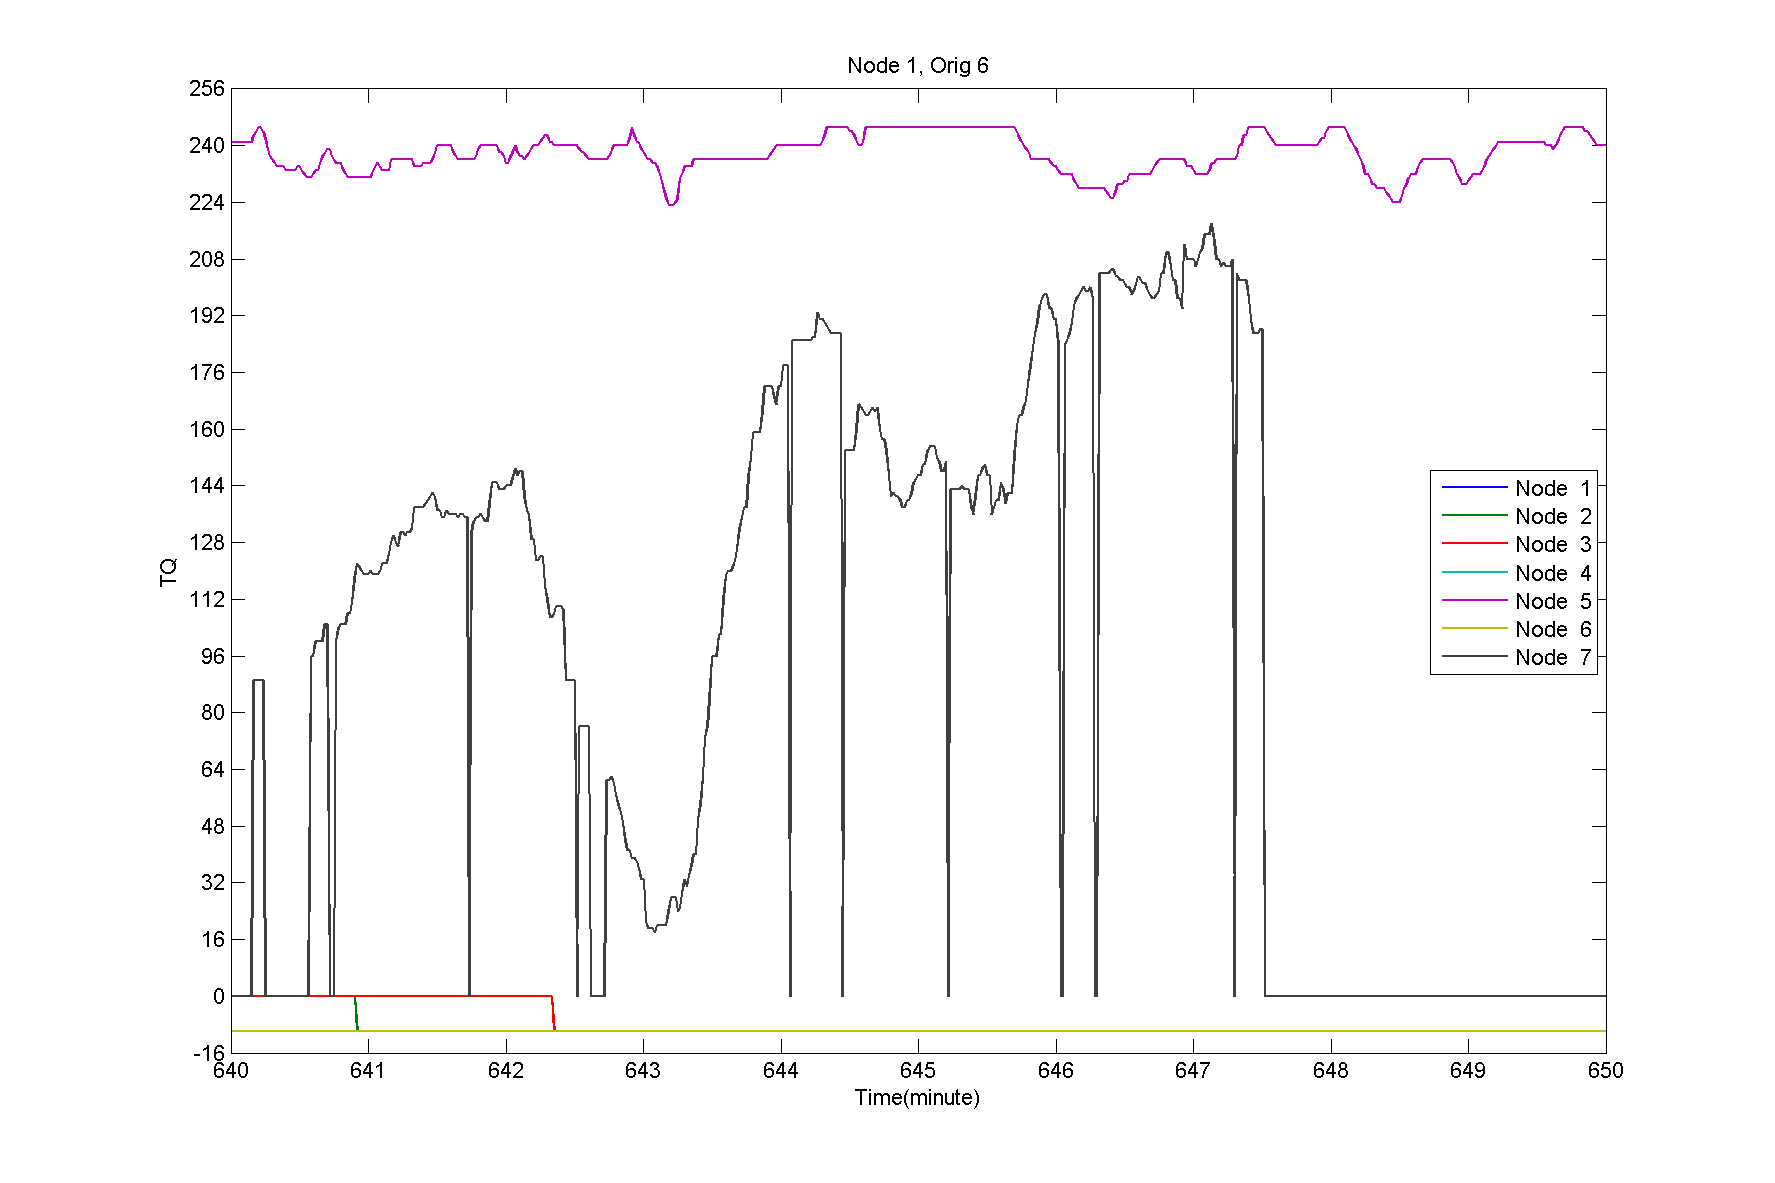 Node 1, Orig 6
256
240
224
208
192
176
160
144
128
112
96
80
64
48
32
16
0
-16
TQ
Node 1
Node 2
Node 3
Node 4
Node 5
Node 6
Node 7
640 641 642 643 644 645 646 647 648 649 650
Time(minute)